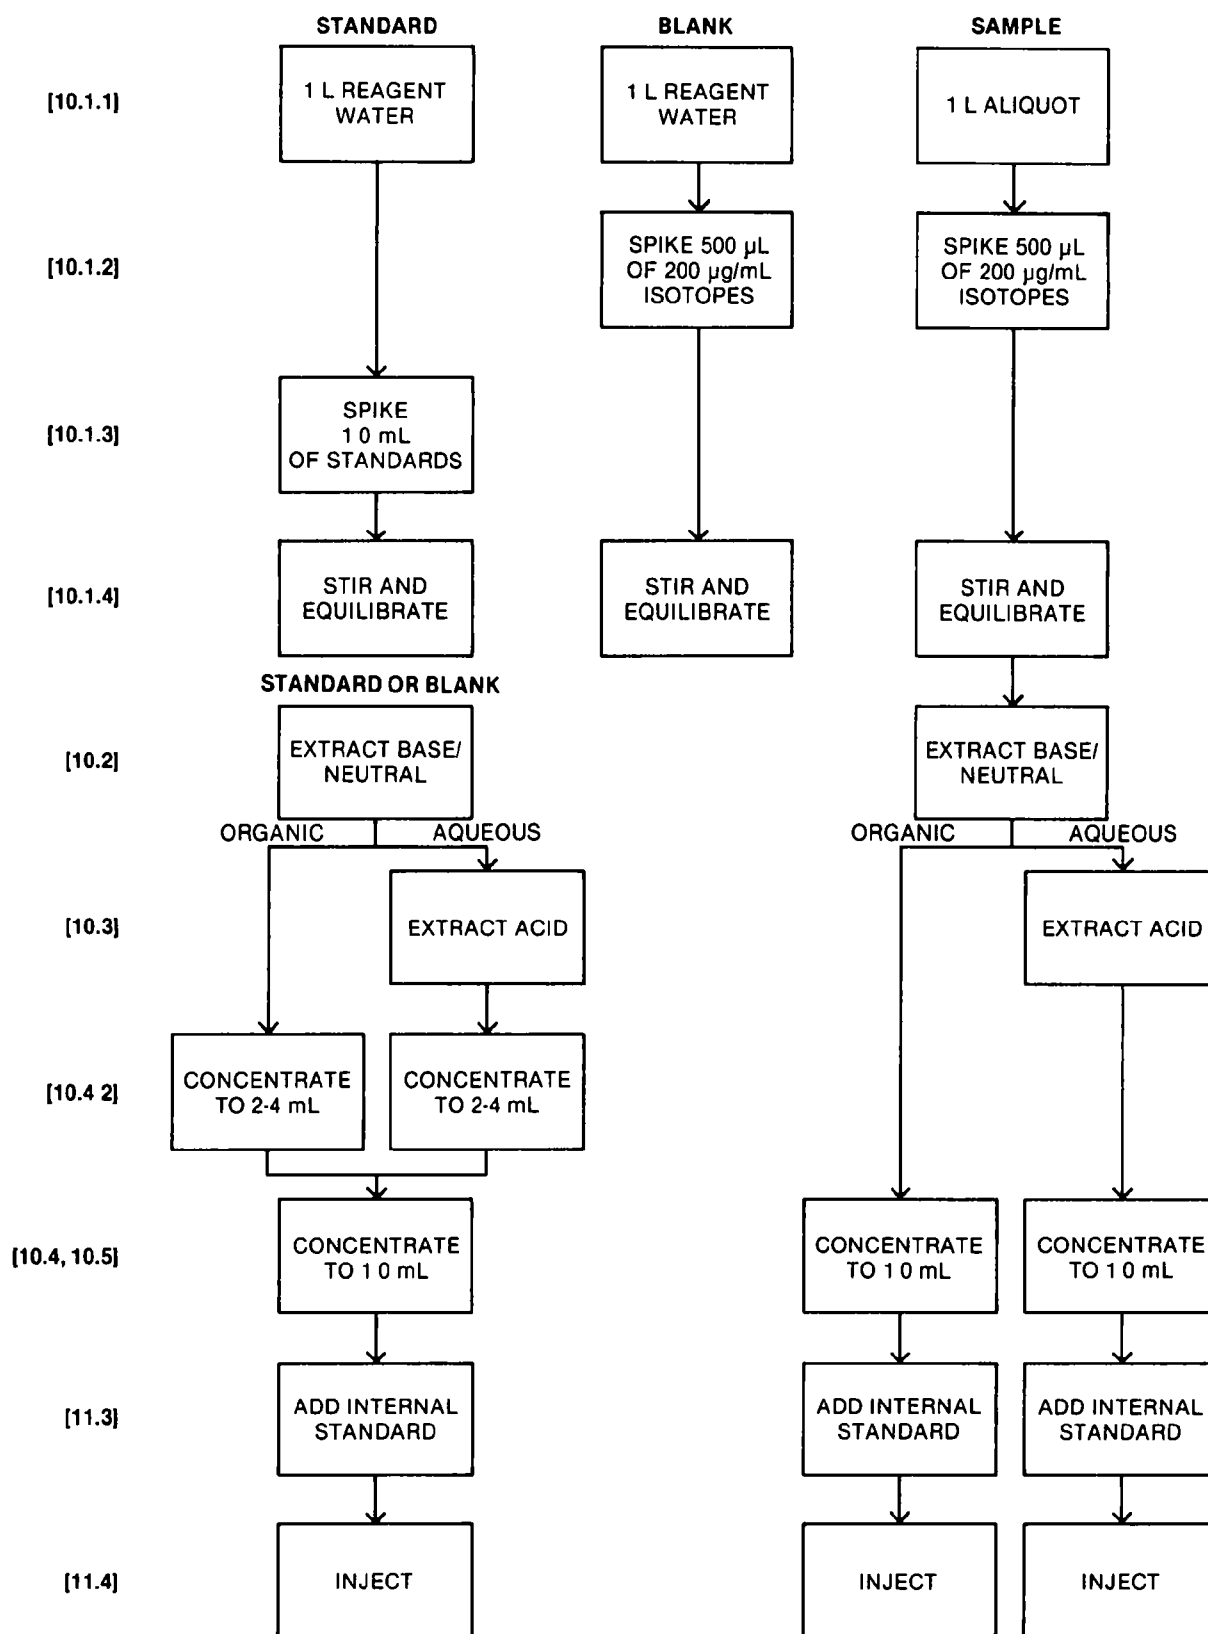 STANDARD BLANK SAMPLE
[10.1.1]
1 L REAGENT
WATER
1 L REAGENT
WATER
1 L ALIQUOT
[10.1.2]
SPIKE 500 µL
OF 200 µg/mL
ISOTOPES
SPIKE 500 µL
OF 200 µg/mL
ISOTOPES
[10.1.3]
SPIKE
1 0 mL
OF STANDARDS
[10.1.4]
STIR AND
EQUILIBRATE
STIR AND
EQUILIBRATE
STIR AND
EQUILIBRATE
STANDARD OR BLANK
[10.2]
EXTRACT BASE/
NEUTRAL
EXTRACT BASE/
NEUTRAL
ORGANIC AQUEOUS ORGANIC AQUEOUS
[10.3]
EXTRACT ACID
EXTRACT ACID
[10.4 2]
CONCENTRATE
TO 2-4 mL
CONCENTRATE
TO 2-4 mL
[10.4, 10.5]
CONCENTRATE
TO 1 0 mL
CONCENTRATE
TO 1 0 mL
CONCENTRATE
TO 1 0 mL
[11.3]
ADD INTERNAL
STANDARD
ADD INTERNAL
STANDARD
ADD INTERNAL
STANDARD
[11.4]
INJECT
INJECT
INJECT